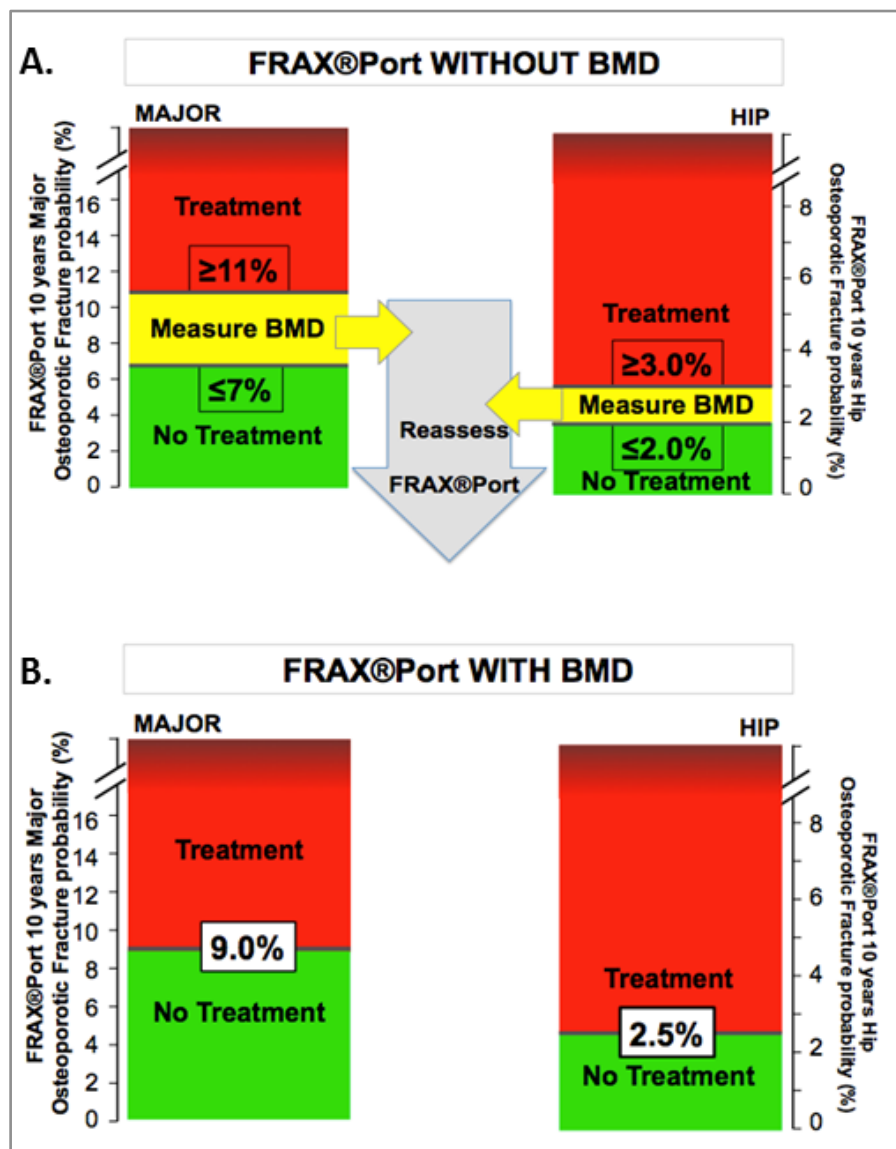 A.
FRAX®Port WITHOUT BMD
MAJOR
FRAX®Port 10 years Major
Osteoporotic Fracture probability (%)
16
14
12
10
8
6
4
2
0
Treatment
≥11%
Measure BMD
≤7%
No Treatment
Reassess
FRAX®Port
HIP
Treatment
≥3.0%
Measure BMD
≤2.0%
No Treatment
8
6
4
2
0
FRAX®Port 10 years Hip
Osteoporotic Fracture probability (%)
B.
FRAX®Port WITH BMD
MAJOR
FRAX®Port 10 years Major
Osteoporotic Fracture probability (%)
16
14
12
10
8
6
4
2
0
Treatment
9.0%
No Treatment
HIP
Treatment
2.5%
No Treatment
8
6
4
2
0
FRAX®Port 10 years Hip
Osteoporotic Fracture probability (%)